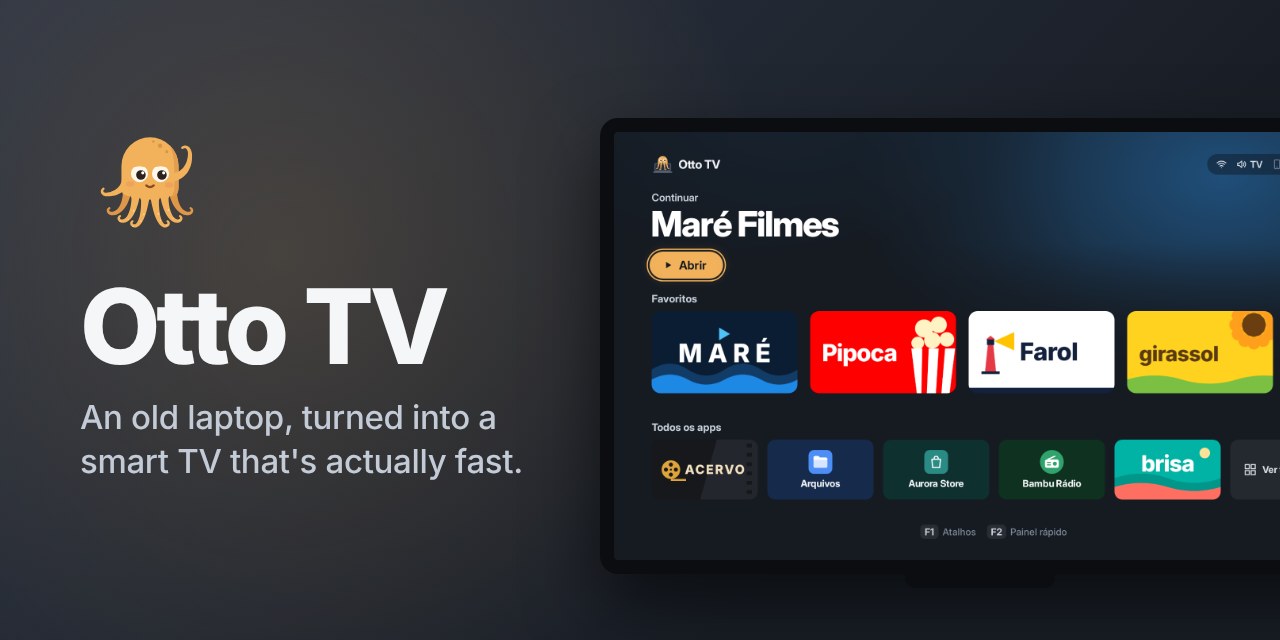 Otto TV
An old laptop, turned into a
smart TV that's actually fast.
Otto TV
TV
Continuar
Maré Filmes
Abrir
Favoritos
MARÉ
Pipoca
Farol
girassol
Todos os apps
ACERVO
Arquivos
Aurora Store
Bambu Rádio
brisa
Ver
F1 Atalhos F2 Painel rápido